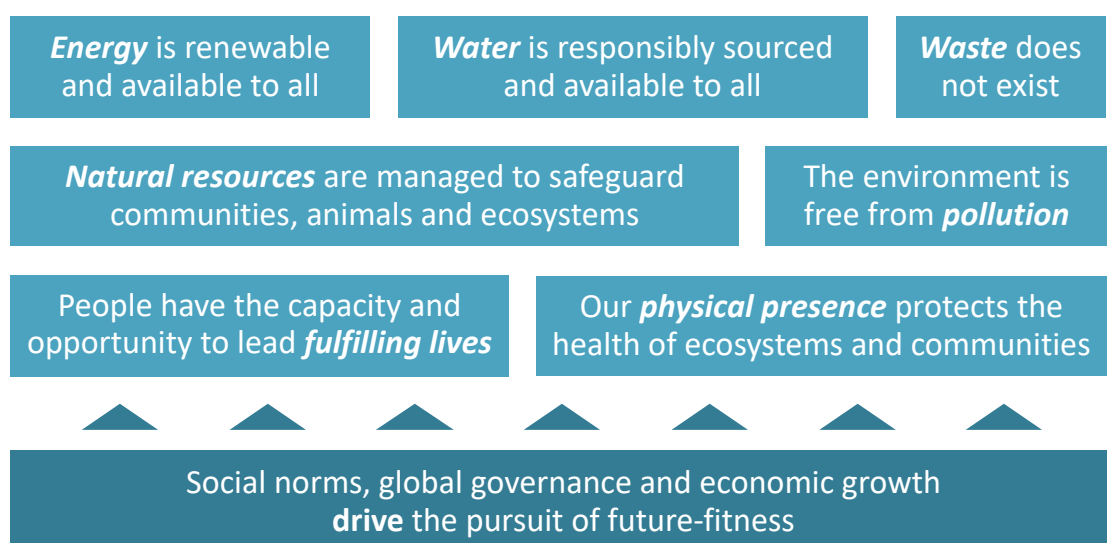 Energy is renewable
and available to all
Water is responsibly sourced
and available to all
Waste does
not exist
Natural resources are managed to safeguard
communities, animals and ecosystems
The environment is
free from pollution
People have the capacity and
opportunity to lead fulfilling lives
Our physical presence protects the
health of ecosystems and communities
Social norms, global governance and economic growth
drive the pursuit of future-fitness